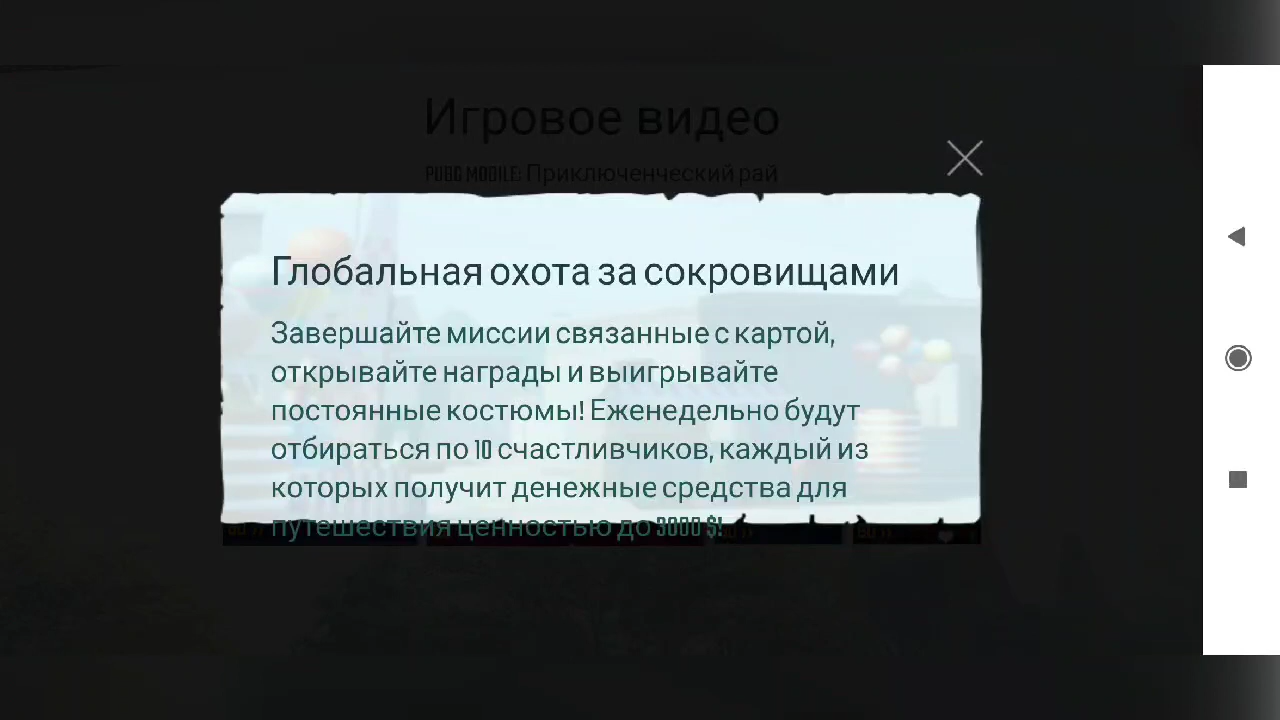 Игровое видео
PUBG MOBILE: Приключенческий рай
Глобальная охота за сокровищами
Завершайте миссии связанные с картой,
открывайте награды и выигрывайте
постоянные костюмы! Еженедельно будут
отбираться по 10 счастливчиков, каждый из
которых получит денежные средства для
путешествия ценностью до 3000 $!